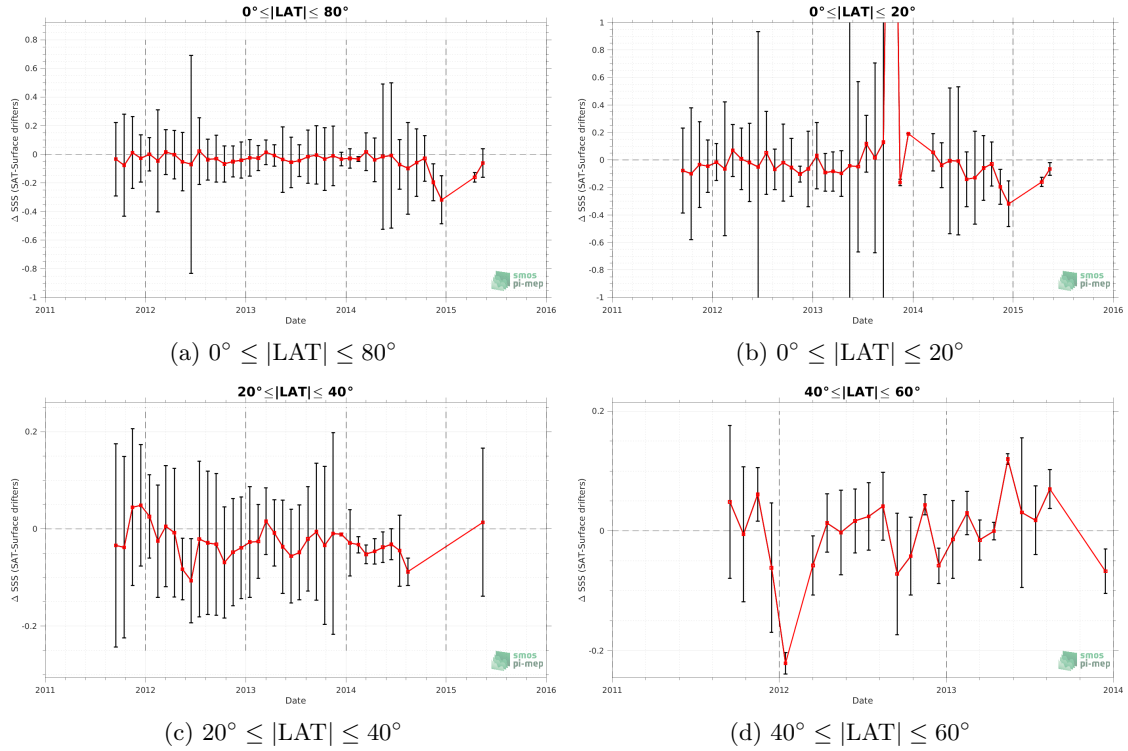 0°≤|LAT|≤ 80°
Δ SSS (SAT-Surface drifters)
0.8
0.6
0.4
0.2
0
-0.2
-0.4
-0.6
-0.8
-1
2011
2012
2013
2014
2015
2016
Date
smos
pi-mep
(a) 0° ≤ |LAT| ≤ 80°
0°≤|LAT|≤ 20°
Δ SSS (SAT-Surface drifters)
1
0.8
0.6
0.4
0.2
0
-0.2
-0.4
-0.6
-0.8
-1
2011
2012
2013
2014
2015
2016
Date
smos
pi-mep
(b) 0° ≤ |LAT| ≤ 20°
20°≤|LAT|≤ 40°
Δ SSS (SAT-Surface drifters)
0.2
0
-0.2
2011
2012
2013
2014
2015
2016
Date
smos
pi-mep
(c) 20° ≤ |LAT| ≤ 40°
40°≤|LAT|≤ 60°
Δ SSS (SAT-Surface drifters)
0.2
0.1
0
-0.1
-0.2
2011
2012
2013
2014
Date
smos
pi-mep
(d) 40° ≤ |LAT| ≤ 60°